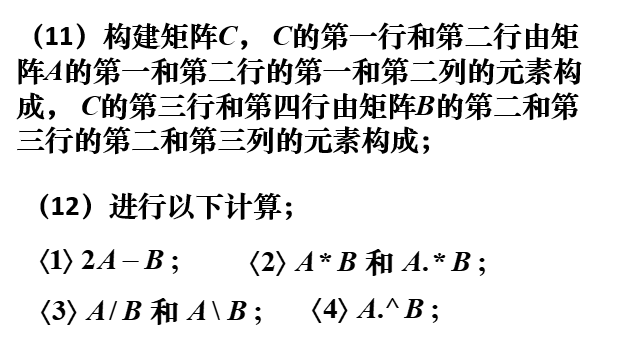 （11）构建矩阵C， C的第一行和第二行由矩
阵A的第一和第二行的第一和第二列的元素构
成， C的第三行和第四行由矩阵B的第二和第
三行的第二和第三列的元素构成；
（12）进行以下计算；
〈1〉 2A − B； 〈2〉 A * B 和 A.* B；
〈3〉 A / B 和 A \ B； 〈4〉 A.^ B；